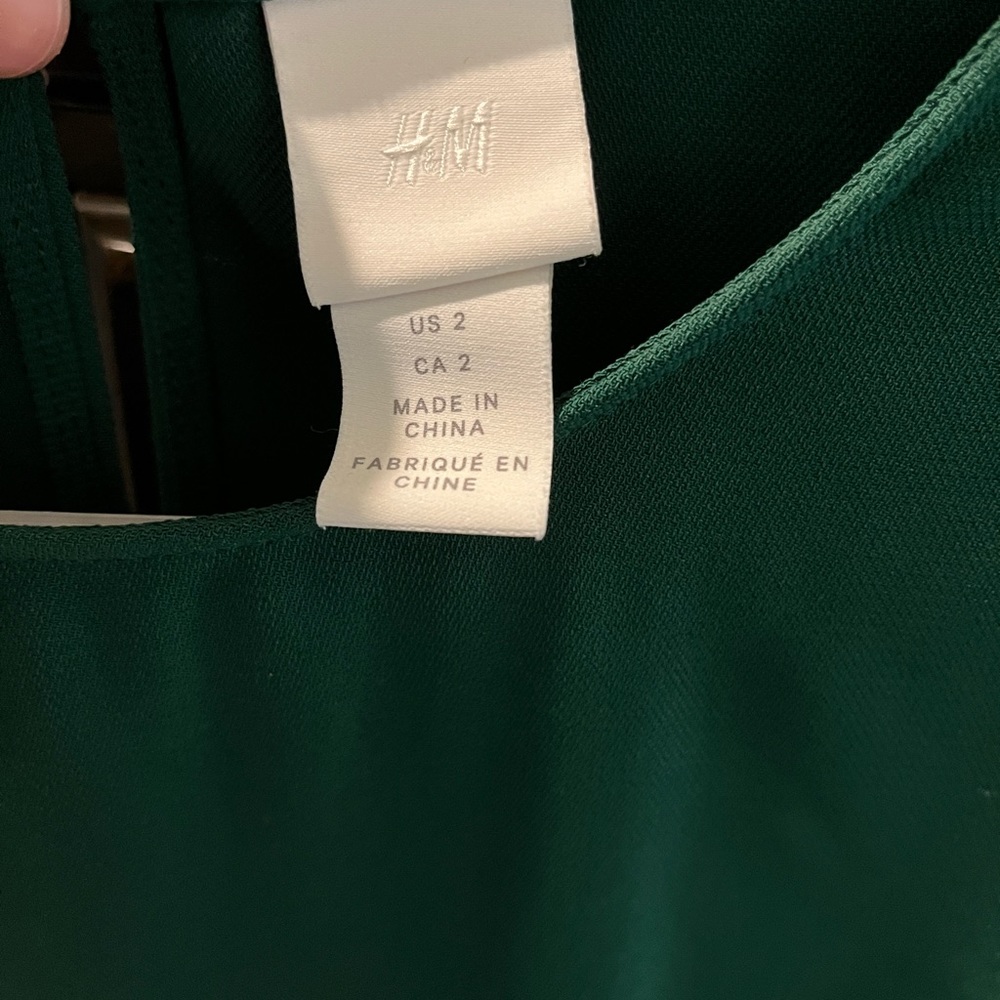 H&M
US 2
CA 2
MADE IN
CHINA
FABRIQUÉ EN
CHINE